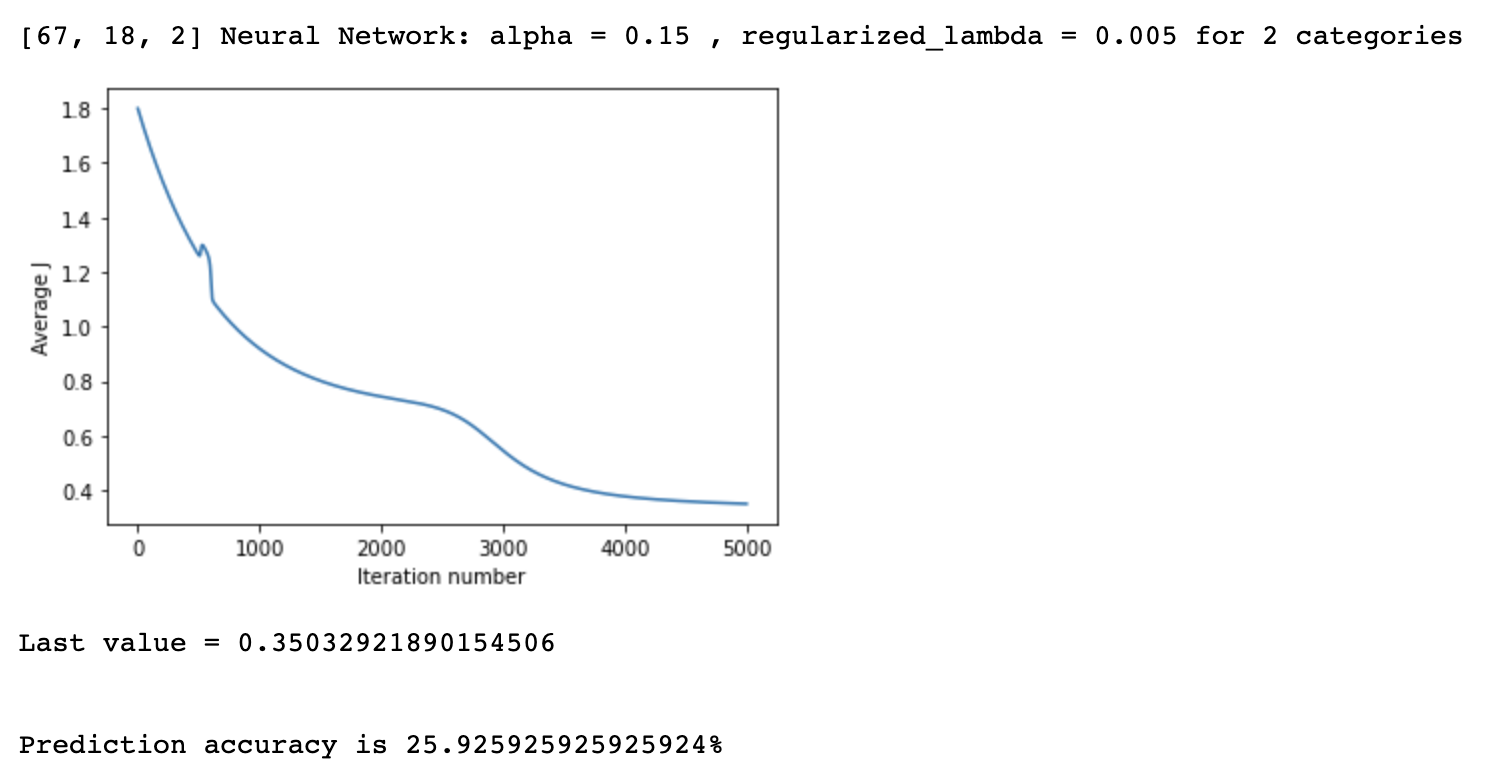 [67, 18, 2] Neural Network: alpha = 0.15 , regularized_lambda = 0.005 for 2 categories
1.8
1.6
1.4
1.2
1.0
0.8
0.6
0.4
Average J
0 1000 2000 3000 4000 5000
Iteration number
Last value = 0.35032921890154506
Prediction accuracy is 25.925925925925924%